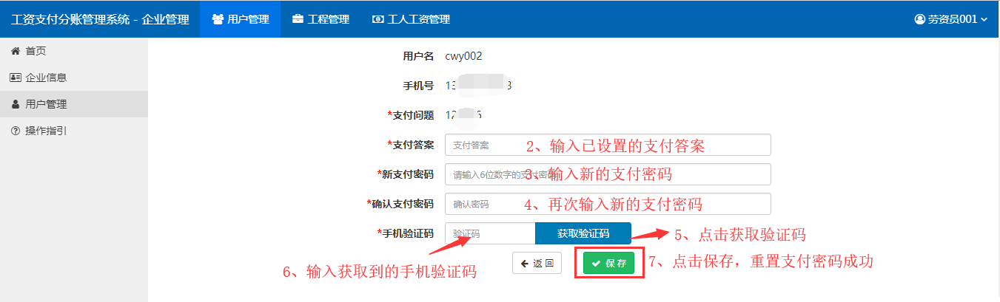 工资支付分账管理系统 - 企业管理 用户管理 工程管理 工人工资管理 劳资员001
首页
企业信息
用户管理
操作指引
用户名 cwy002
手机号 13 3
*支付问题 12 6
*支付答案 支付答案 2、输入已设置的支付答案
*新支付密码 请输入6位数字的支付密码 3、输入新的支付密码
*确认支付密码 确认密码 4、再次输入新的支付密码
*手机验证码 验证码 获取验证码 5、点击获取验证码
6、输入获取到的手机验证码
返回 保存 7、点击保存，重置支付密码成功